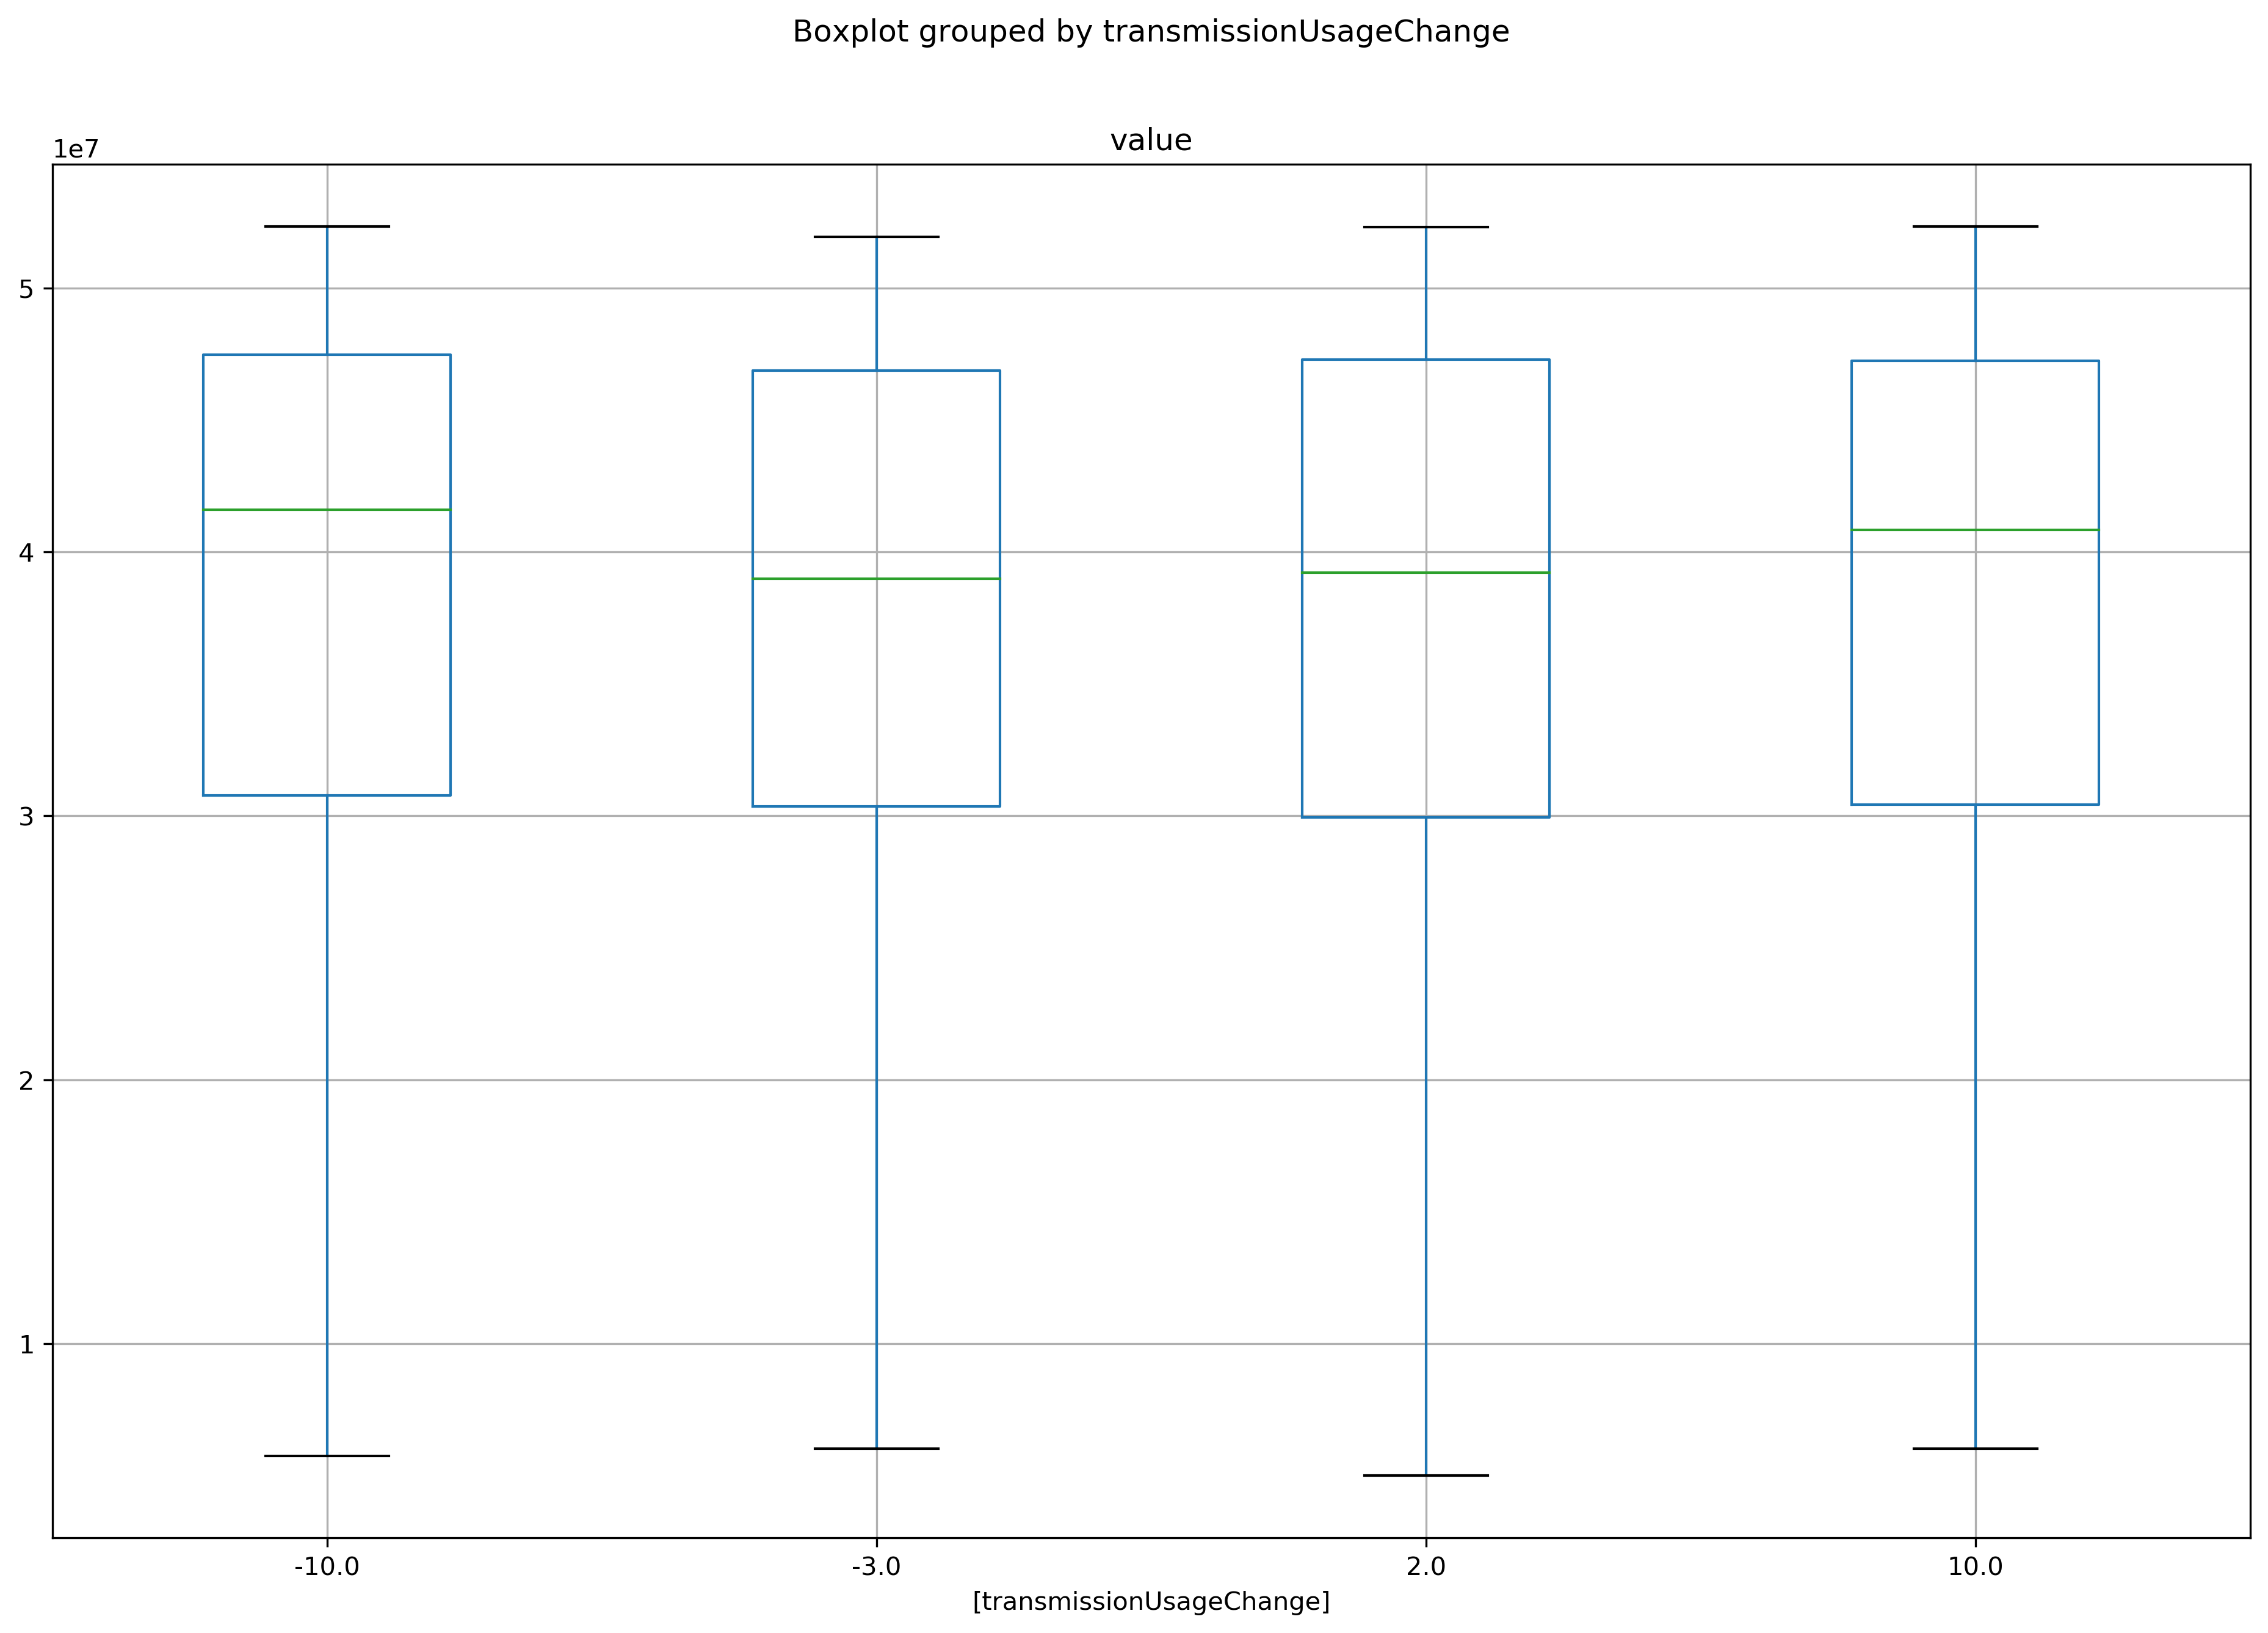 Boxplot grouped by transmissionUsageChange
value
1e7
5
4
3
2
1
-10.0 -3.0 2.0 10.0
[transmissionUsageChange]